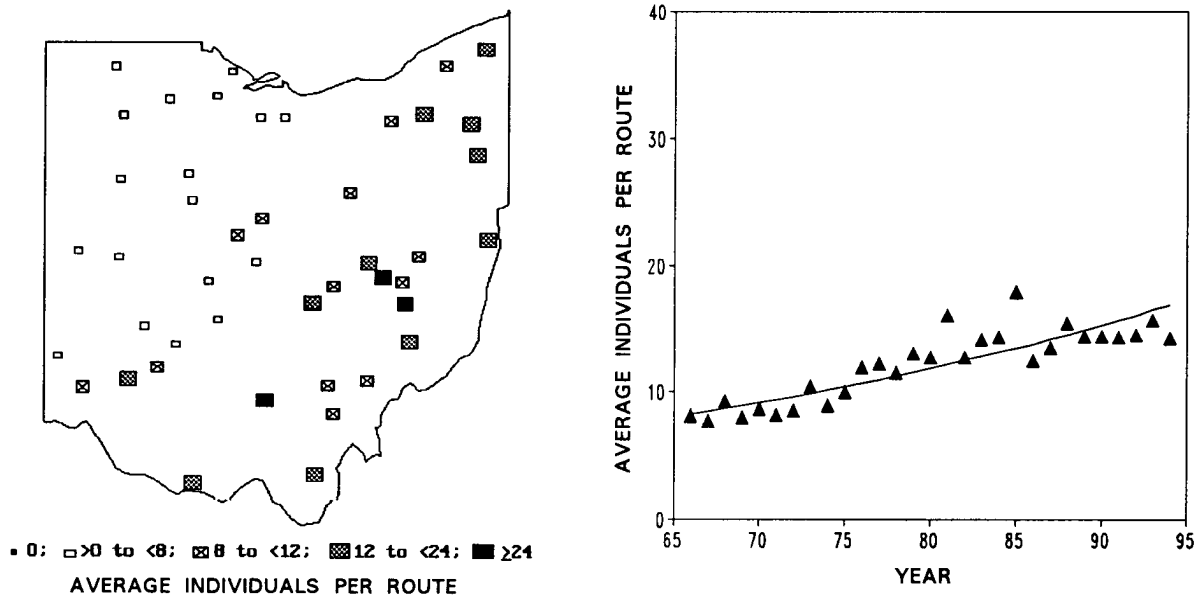 0; >0 to <8; 8 to <12; 12 to <24; ≥24
AVERAGE INDIVIDUALS PER ROUTE
AVERAGE INDIVIDUALS PER ROUTE
40
30
20
10
0
65 70 75 80 85 90 95
YEAR